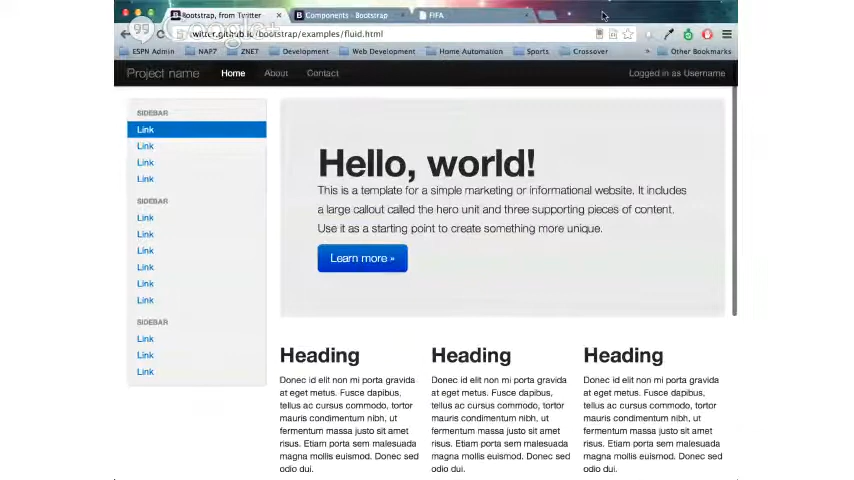 Bootstrap, from Twitter
Components - Bootstrap
FIFA
Google+
twitter.github.io/bootstrap/examples/fluid.html
ESPN Admin NAP7 ZNET Development Web Development Home Automation Sports Crossover » Other Bookmarks
Project name Home About Contact Logged in as Username
SIDEBAR
Link
Link
Link
Link
SIDEBAR
Link
Link
Link
Link
Link
Link
SIDEBAR
Link
Link
Link
Hello, world!
This is a template for a simple marketing or informational website. It includes
a large callout called the hero unit and three supporting pieces of content.
Use it as a starting point to create something more unique.
Learn more »
Heading
Donec id elit non mi porta gravida
at eget metus. Fusce dapibus,
tellus ac cursus commodo, tortor
mauris condimentum nibh, ut
fermentum massa justo sit amet
risus. Etiam porta sem malesuada
magna mollis euismod. Donec sed
odio dui.
Heading
Donec id elit non mi porta gravida
at eget metus. Fusce dapibus,
tellus ac cursus commodo, tortor
mauris condimentum nibh, ut
fermentum massa justo sit amet
risus. Etiam porta sem malesuada
magna mollis euismod. Donec sed
odio dui.
Heading
Donec id elit non mi porta gravida
at eget metus. Fusce dapibus,
tellus ac cursus commodo, tortor
mauris condimentum nibh, ut
fermentum massa justo sit amet
risus. Etiam porta sem malesuada
magna mollis euismod. Donec sed
odio dui.